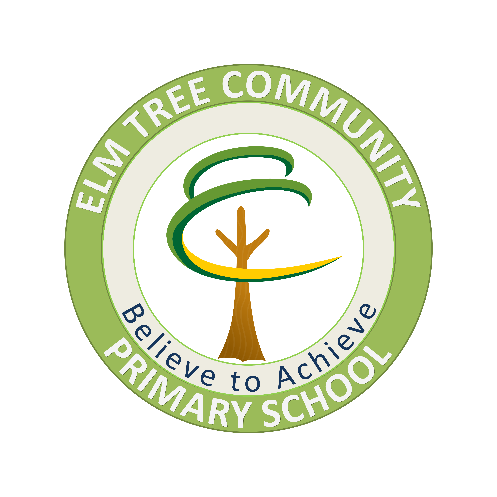 ELM TREE COMMUNITY
Believe to Achieve
PRIMARY SCHOOL